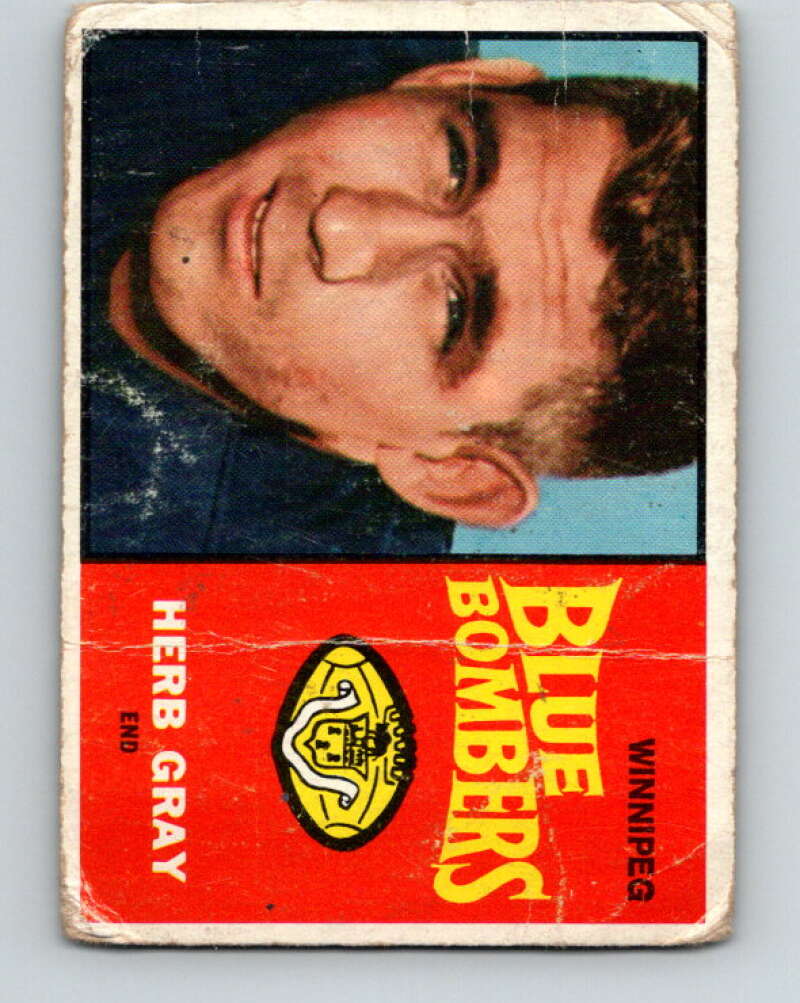 WINNIPEG
BLUE
BOMBERS
HERB GRAY
END